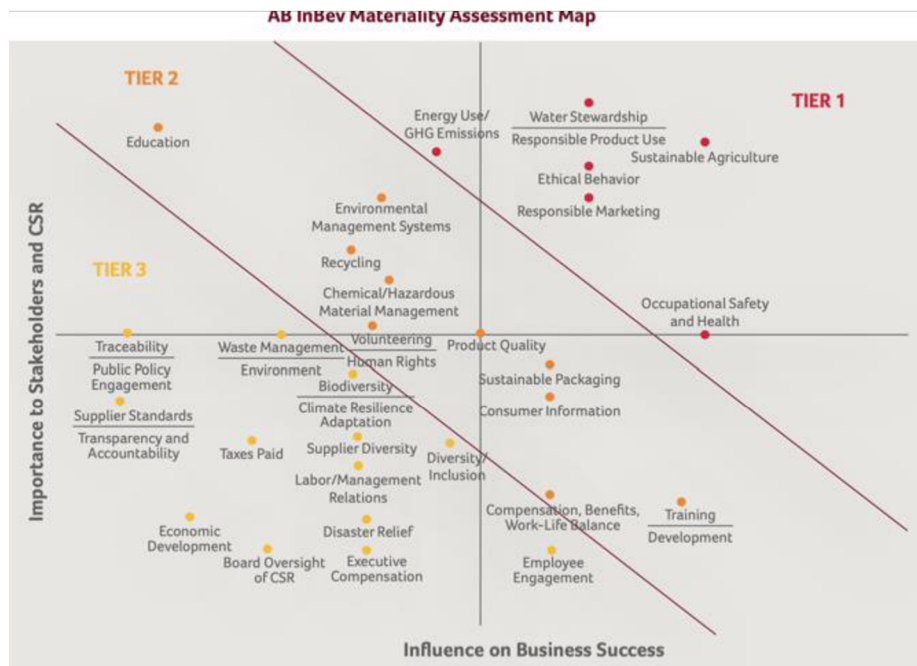 AB InBev Materiality Assessment Map
TIER 2
TIER 1
Energy Use/
GHG Emissions
Water Stewardship
Responsible Product Use
Education
Sustainable Agriculture
Ethical Behavior
Responsible Marketing
Environmental
Management Systems
Recycling
TIER 3
Chemical/Hazardous
Material Management
Occupational Safety
and Health
Volunteering
Human Rights
Product Quality
Traceability
Public Policy
Engagement
Waste Management
Environment
Sustainable Packaging
Biodiversity
Climate Resilience
Adaptation
Consumer Information
Supplier Standards
Transparency and
Accountability
Taxes Paid
Supplier Diversity
Diversity/
Inclusion
Labor/Management
Relations
Compensation, Benefits,
Work-Life Balance
Training
Development
Economic
Development
Disaster Relief
Board Oversight
of CSR
Executive
Compensation
Employee
Engagement
Importance to Stakeholders and CSR
Influence on Business Success